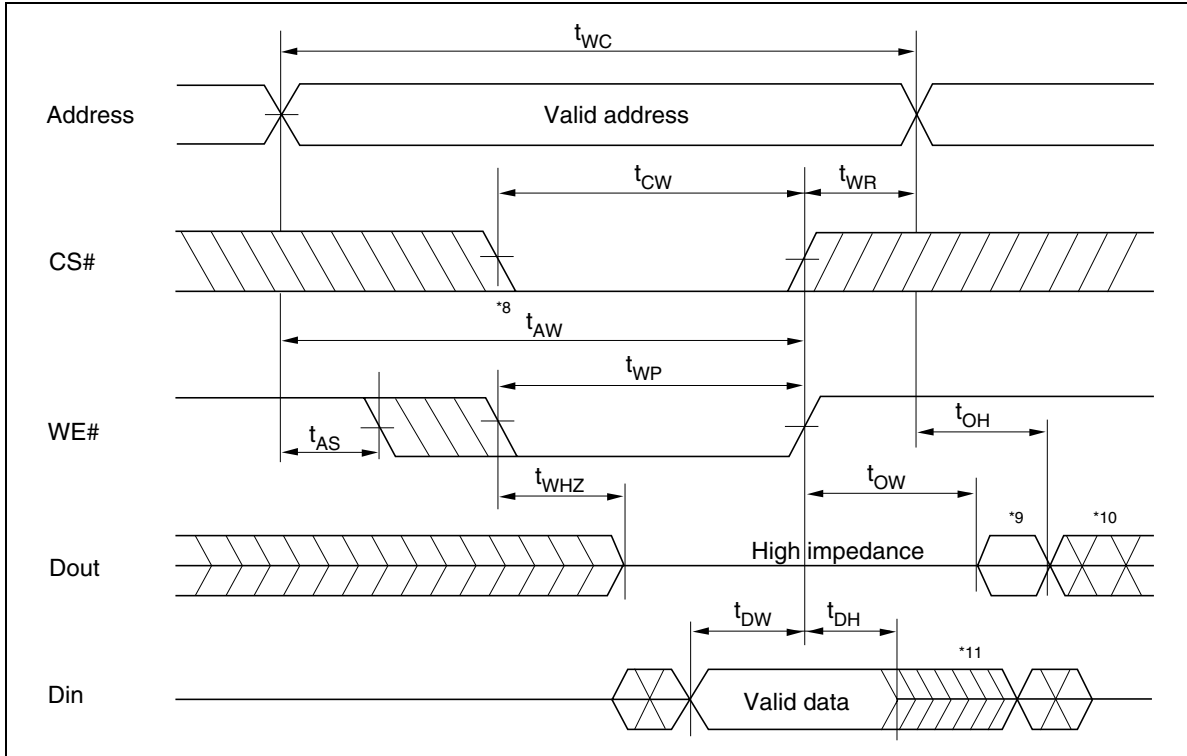 tWC
Address
Valid address
tCW
tWR
CS#
*8
tAW
tWP
WE#
tAS
tOH
tWHZ
tOW
*9
*10
Dout
High impedance
tDW
tDH
*11
Din
Valid data